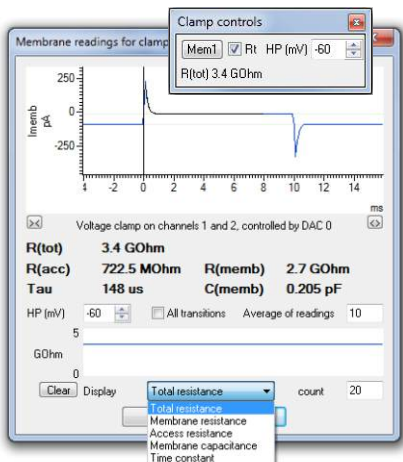 Clamp controls
Mem1 Rt HP (mV) -60
R(tot) 3.4 GOhm
Membrane readings for clamp
250
0
-250
Imemb
pA
4 -2 0 2 4 6 8 10 12 14
ms
Voltage clamp on channels 1 and 2, controlled by DAC 0
R(tot) 3.4 GOhm
R(acc) 722.5 MOhm R(memb) 2.7 GOhm
Tau 148 us C(memb) 0.205 pF
HP (mV) -60 All transitions Average of readings 10
5
GOhm
0
Clear Display Total resistance count 20
Total resistance
Membrane resistance
Access resistance
Membrane capacitance
Time constant